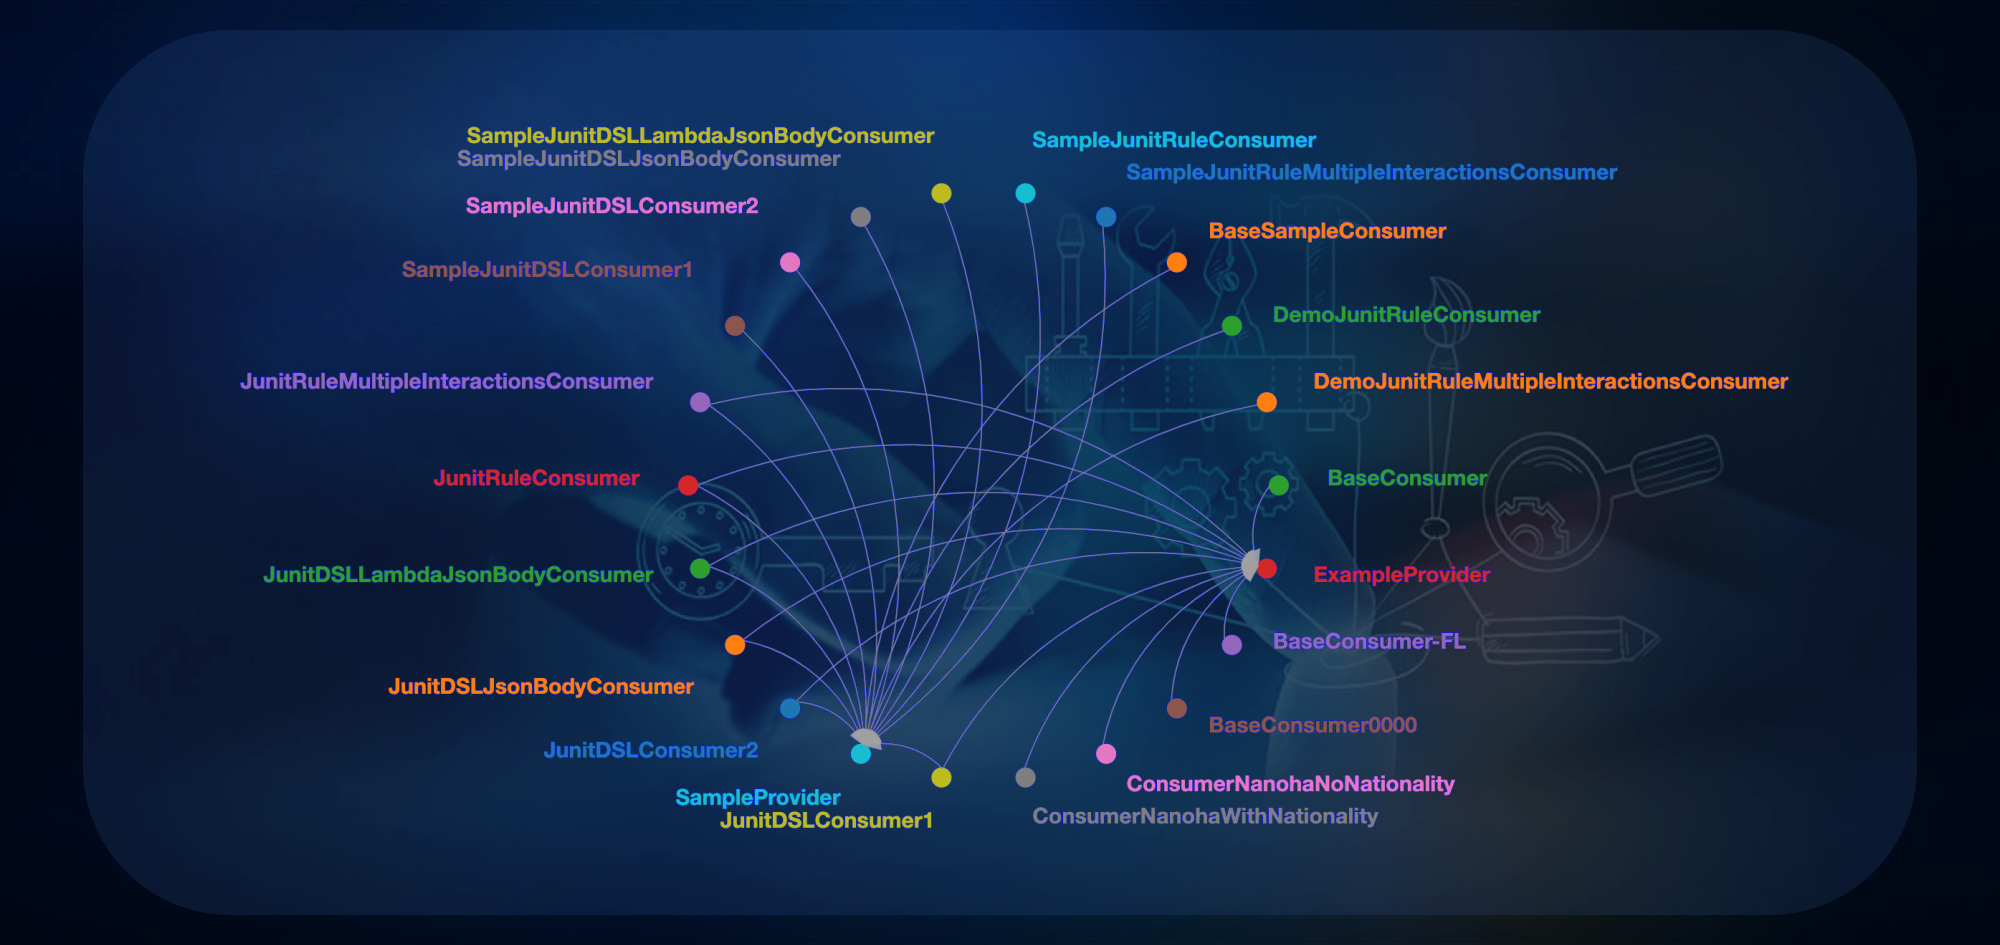 SampleJunitDSLLambdaJsonBodyConsumer
SampleJunitRuleConsumer
SampleJunitDSLJsonBodyConsumer
SampleJunitRuleMultipleInteractionsConsumer
SampleJunitDSLConsumer2
BaseSampleConsumer
SampleJunitDSLConsumer1
DemoJunitRuleConsumer
JunitRuleMultipleInteractionsConsumer
DemoJunitRuleMultipleInteractionsConsumer
JunitRuleConsumer
BaseConsumer
JunitDSLLambdaJsonBodyConsumer
ExampleProvider
BaseConsumer-FL
JunitDSLJsonBodyConsumer
BaseConsumer0000
JunitDSLConsumer2
ConsumerNanohaNoNationality
SampleProvider
ConsumerNanohaWithNationality
JunitDSLConsumer1